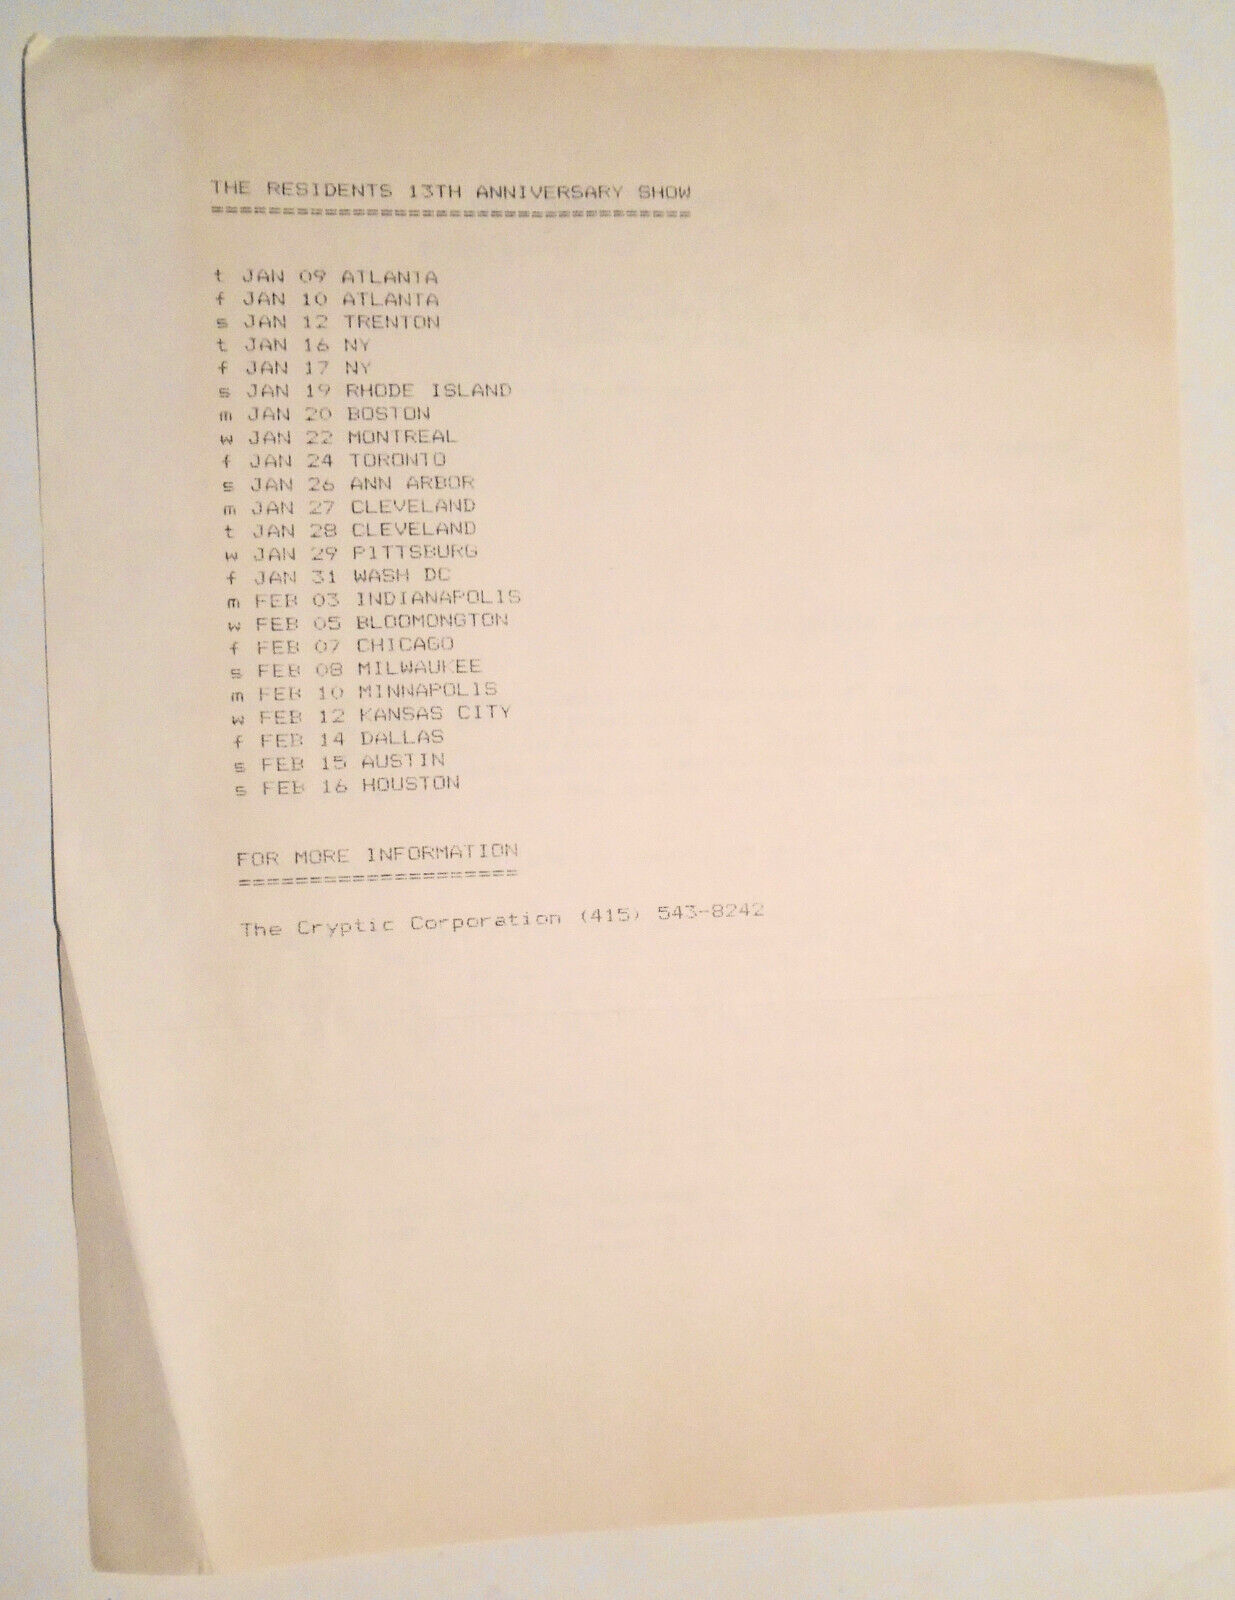 THE RESIDENTS 13TH ANNIVERSARY SHOW
==================================
t JAN 09 ATLANTA
f JAN 10 ATLANTA
s JAN 12 TRENTON
t JAN 16 NY
f JAN 17 NY
s JAN 19 RHODE ISLAND
m JAN 20 BOSTON
w JAN 22 MONTREAL
f JAN 24 TORONTO
s JAN 26 ANN ARBOR
m JAN 27 CLEVELAND
t JAN 28 CLEVELAND
w JAN 29 PITTSBURG
f JAN 31 WASH DC
m FEB 03 INDIANAPOLIS
w FEB 05 BLOOMONGTON
f FEB 07 CHICAGO
s FEB 08 MILWAUKEE
m FEB 10 MINNAPOLIS
w FEB 12 KANSAS CITY
f FEB 14 DALLAS
s FEB 15 AUSTIN
s FEB 16 HOUSTON
FOR MORE INFORMATION
====================
The Cryptic Corporation (415) 543-8242